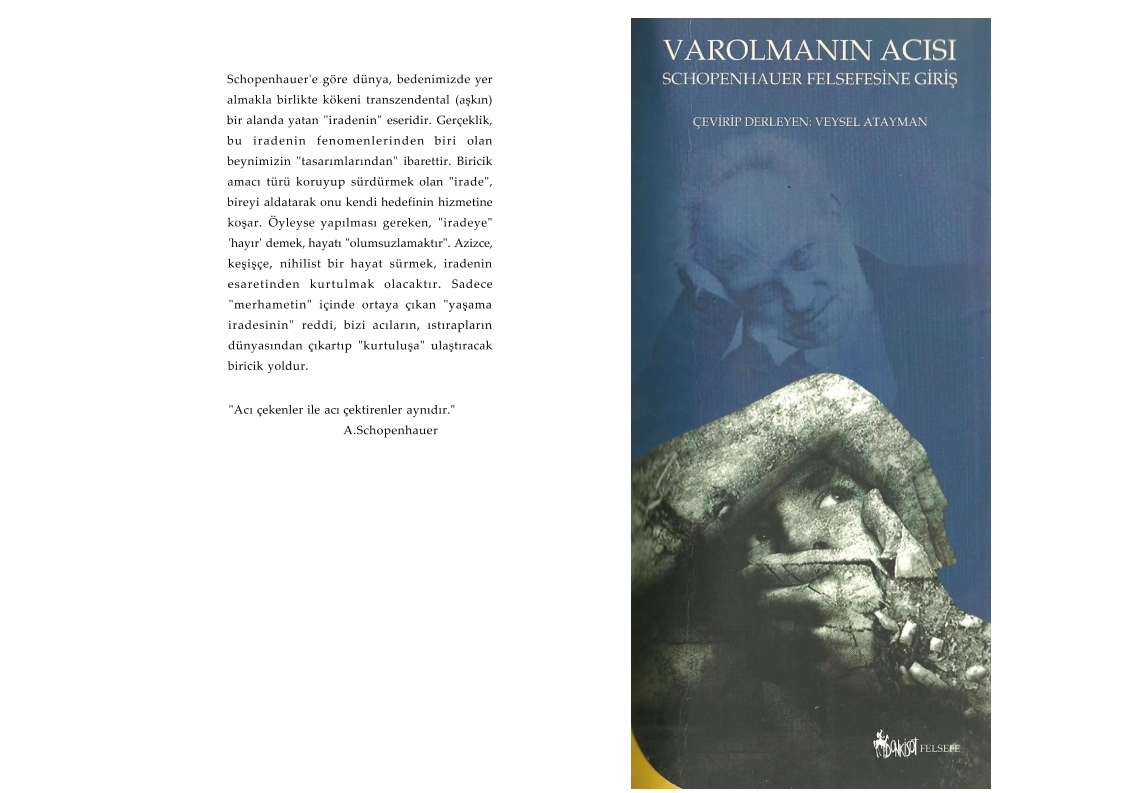 Schopenhauer'e göre dünya, bedenimizde yer
almakla birlikte kökeni transzendental (aşkın)
bir alanda yatan "iradenin" eseridir. Gerçeklik,
bu iradenin fenomenlerinden biri olan
beynimizin "tasarımlarından" ibarettir. Biricik
amacı türü koruyup sürdürmek olan "irade",
bireyi aldatarak onu kendi hedefinin hizmetine
koşar. Öyleyse yapılması gereken, "iradeye"
'hayır' demek, hayatı "olumsuzlamaktır". Azizce,
keşişçe, nihilist bir hayat sürmek, iradenin
esaretinden kurtulmak olacaktır. Sadece
"merhametin" içinde ortaya çıkan "yaşama
iradesinin" reddi, bizi acıların, ıstırapların
dünyasından çıkartıp "kurtuluşa" ulaştıracak
biricik yoldur.
"Acı çekenler ile acı çektirenler aynıdır."
A.Schopenhauer
VAROLMANIN ACISI
SCHOPENHAUER FELSEFESİNE GİRİŞ
ÇEVİRİP DERLEYEN: VEYSEL ATAYMAN
DONKİŞOT FELSEFE